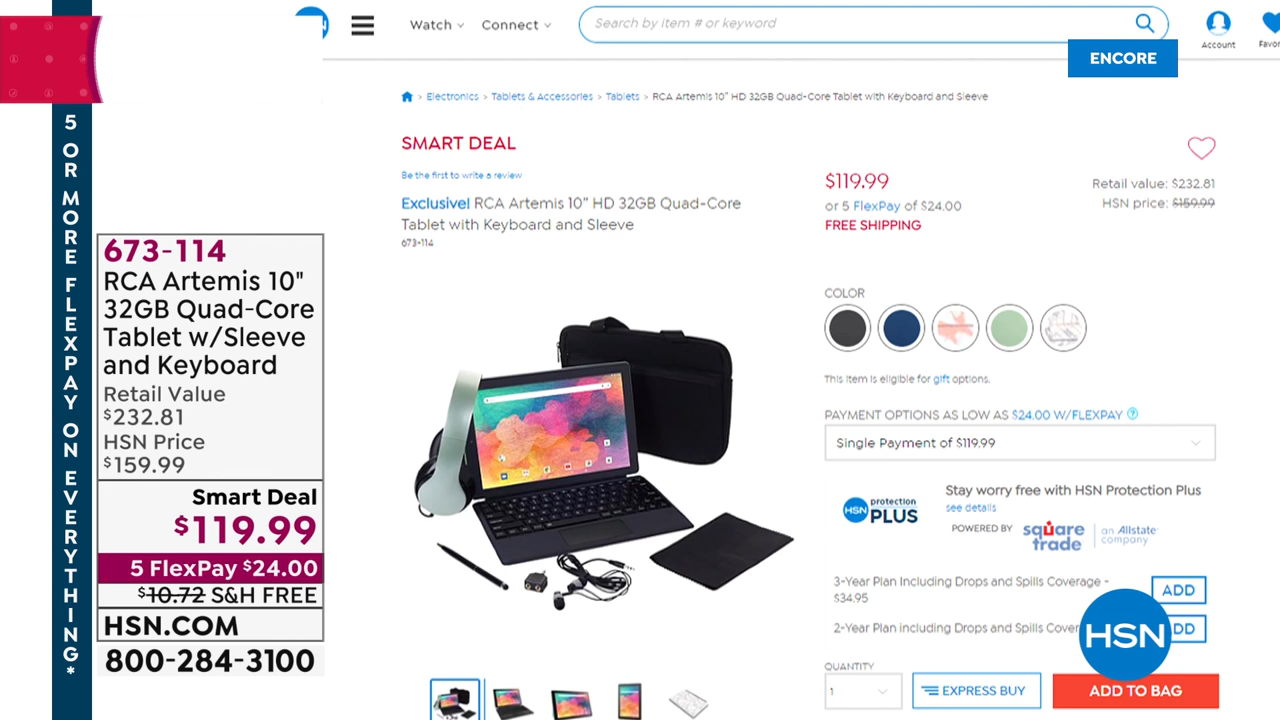 5 OR MORE FLEXPAY ON EVERYTHING*
673-114
RCA Artemis 10"
32GB Quad-Core
Tablet w/Sleeve
and Keyboard
Retail Value
$232.81
HSN Price
$159.99
Smart Deal
$119.99
5 FlexPay $24.00
$10.72 S&H FREE
HSN.COM
800-284-3100
Watch
Connect
Search by item # or keyword
Account
ENCORE
Electronics > Tablets & Accessories > Tablets > RCA Artemis 10" HD 32GB Quad-Core Tablet with Keyboard and Sleeve
SMART DEAL
Be the first to write a review
Exclusive! RCA Artemis 10" HD 32GB Quad-Core
Tablet with Keyboard and Sleeve
673-114
$119.99
or 5 FlexPay of $24.00
FREE SHIPPING
Retail value: $232.81
HSN price: $159.99
COLOR
This item is eligible for gift options.
PAYMENT OPTIONS AS LOW AS $24.00 W/FLEXPAY ?
Single Payment of $119.99
HSN protection PLUS
Stay worry free with HSN Protection Plus
see details
POWERED BY square trade | an Allstate company
3-Year Plan Including Drops and Spills Coverage -
$34.95
ADD
2-Year Plan including Drops and Spills Cover
DD
HSN
QUANTITY
1
EXPRESS BUY
ADD TO BAG